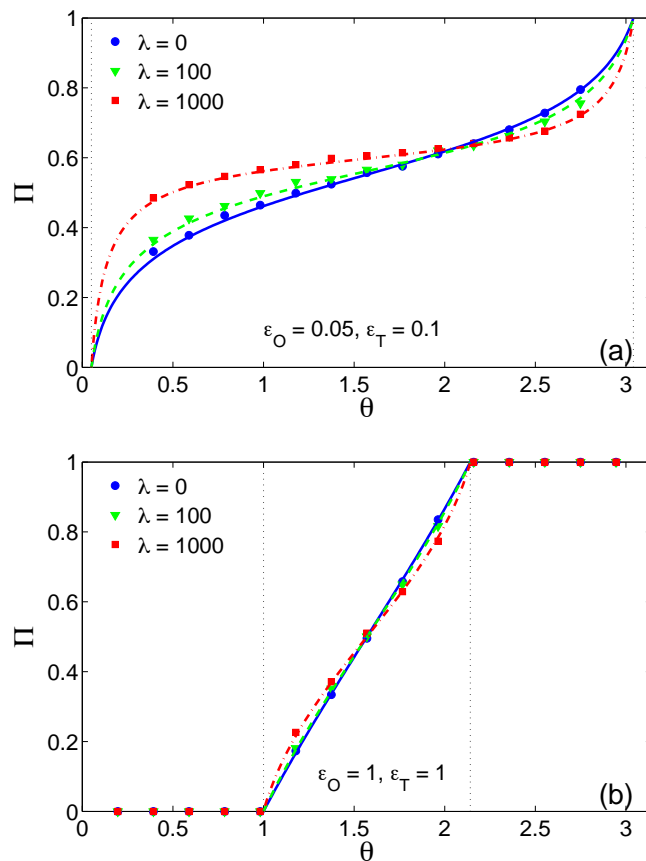 1
0.8
0.6
0.4
0.2
0
Π
λ = 0
λ = 100
λ = 1000
ε_O = 0.05, ε_T = 0.1
(a)
0 0.5 1 1.5 2 2.5 3
θ
1
0.8
0.6
0.4
0.2
0
Π
λ = 0
λ = 100
λ = 1000
ε_O = 1, ε_T = 1
(b)
0 0.5 1 1.5 2 2.5 3
θ